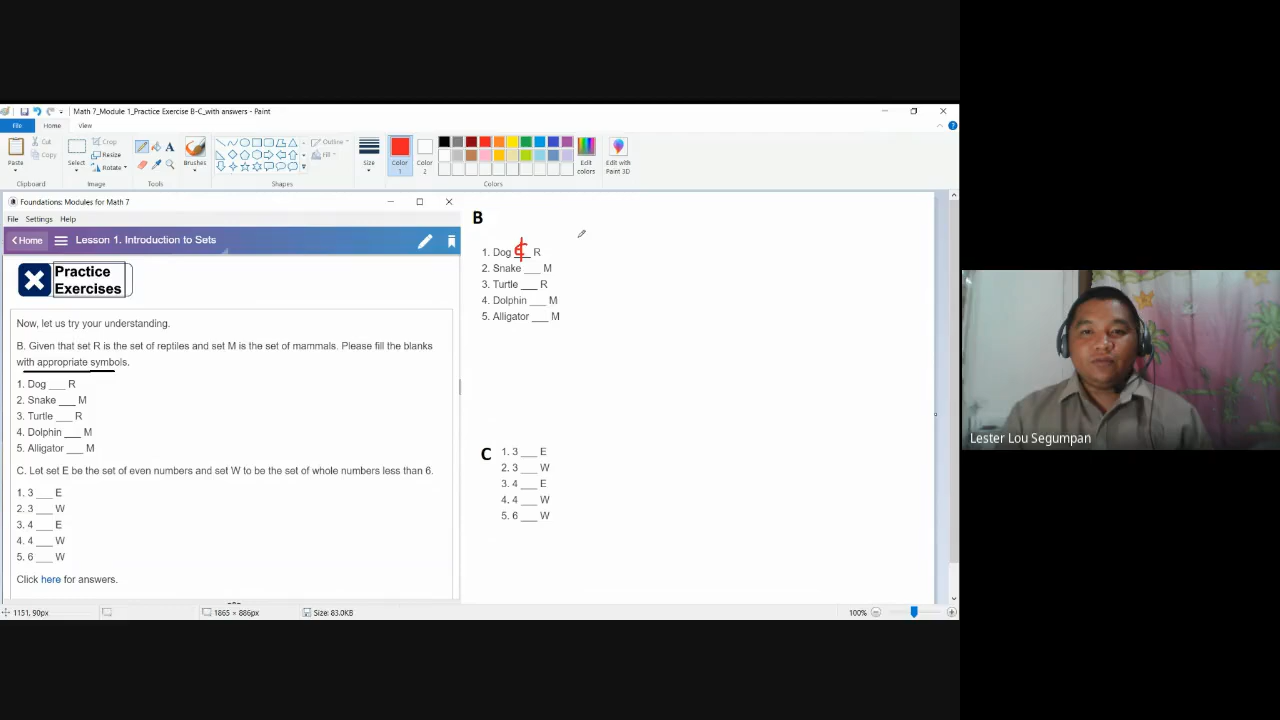 Math 7_Module 1_Practice Exercise B-C_with answers - Paint
File Home View
Paste
Cut
Copy
Clipboard
Select
Crop
Resize
Rotate
Image
A
Tools
Brushes
Outline
Fill
Shapes
Size
Color 1
Color 2
Colors
Edit colors
Edit with Paint 3D
Foundations: Modules for Math 7
File Settings Help
Home
Lesson 1. Introduction to Sets
Practice
Exercises
Now, let us try your understanding.
B. Given that set R is the set of reptiles and set M is the set of mammals. Please fill the blanks
with appropriate symbols.
1. Dog ___ R
2. Snake ___ M
3. Turtle ___ R
4. Dolphin ___ M
5. Alligator ___ M
C. Let set E be the set of even numbers and set W to be the set of whole numbers less than 6.
1. 3 ___ E
2. 3 ___ W
3. 4 ___ E
4. 4 ___ W
5. 6 ___ W
Click here for answers.
B
1. Dog ∉ R
2. Snake ___ M
3. Turtle ___ R
4. Dolphin ___ M
5. Alligator ___ M
C
1. 3 ___ E
2. 3 ___ W
3. 4 ___ E
4. 4 ___ W
5. 6 ___ W
1151, 90px
1865 × 866px
Size: 83.0KB
100%
Lester Lou Segumpan